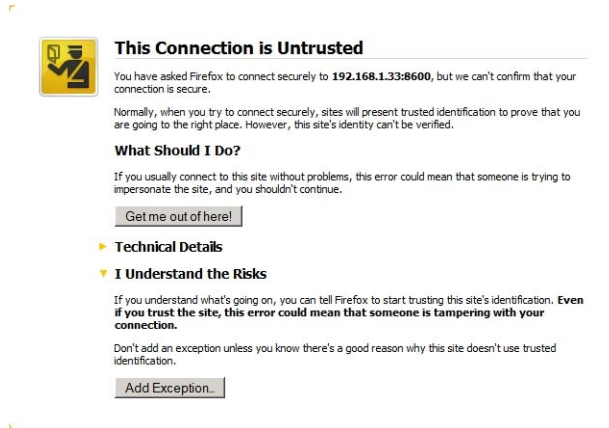 This Connection is Untrusted
You have asked Firefox to connect securely to 192.168.1.33:8600, but we can't confirm that your
connection is secure.
Normally, when you try to connect securely, sites will present trusted identification to prove that you
are going to the right place. However, this site's identity can't be verified.
What Should I Do?
If you usually connect to this site without problems, this error could mean that someone is trying to
impersonate the site, and you shouldn't continue.
Get me out of here!
Technical Details
I Understand the Risks
If you understand what's going on, you can tell Firefox to start trusting this site's identification. Even
if you trust the site, this error could mean that someone is tampering with your
connection.
Don't add an exception unless you know there's a good reason why this site doesn't use trusted
identification.
Add Exception...